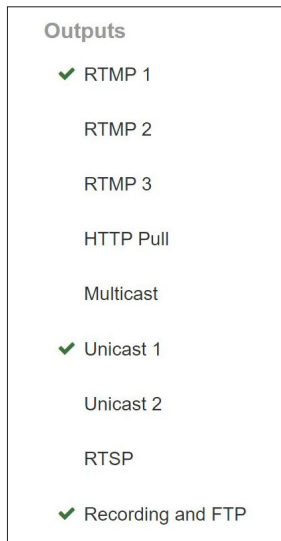 Outputs
RTMP 1
RTMP 2
RTMP 3
HTTP Pull
Multicast
Unicast 1
Unicast 2
RTSP
Recording and FTP